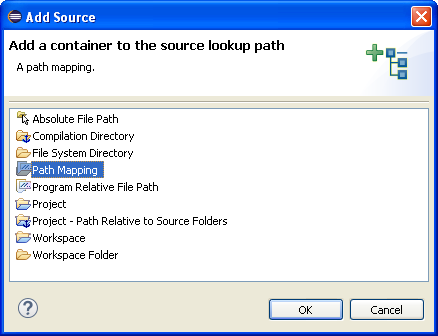 Add Source
Add a container to the source lookup path
A path mapping.
Absolute File Path
Compilation Directory
File System Directory
Path Mapping
Program Relative File Path
Project
Project - Path Relative to Source Folders
Workspace
Workspace Folder
?
OK
Cancel